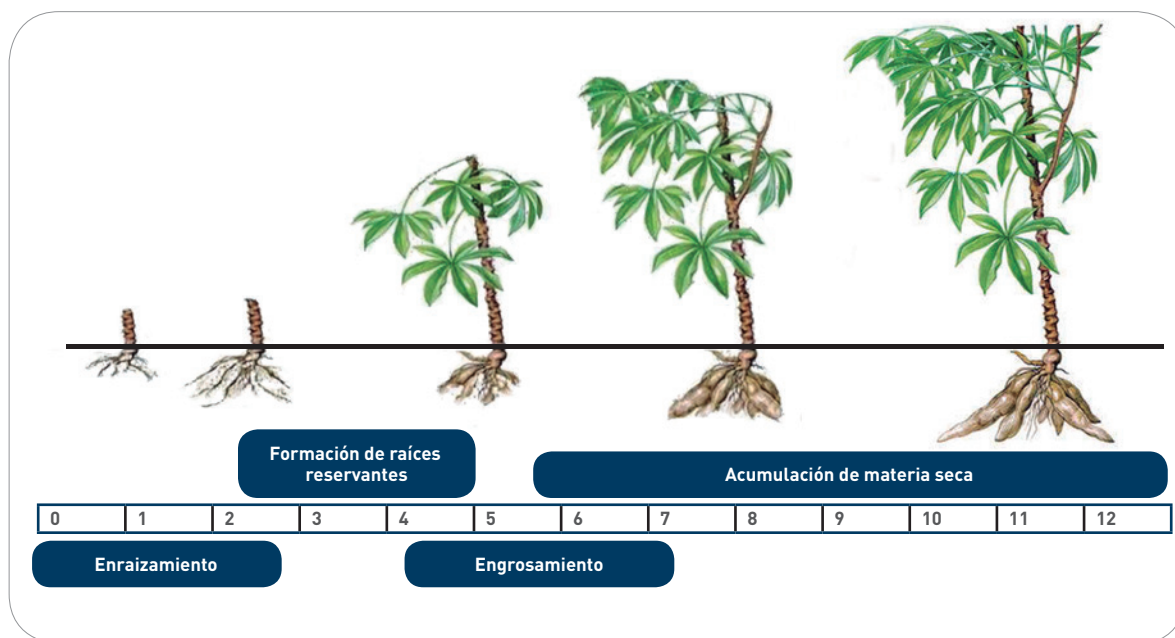 Formación de raíces
reservantes
Acumulación de materia seca
0 1 2 3 4 5 6 7 8 9 10 11 12
Enraizamiento
Engrosamiento